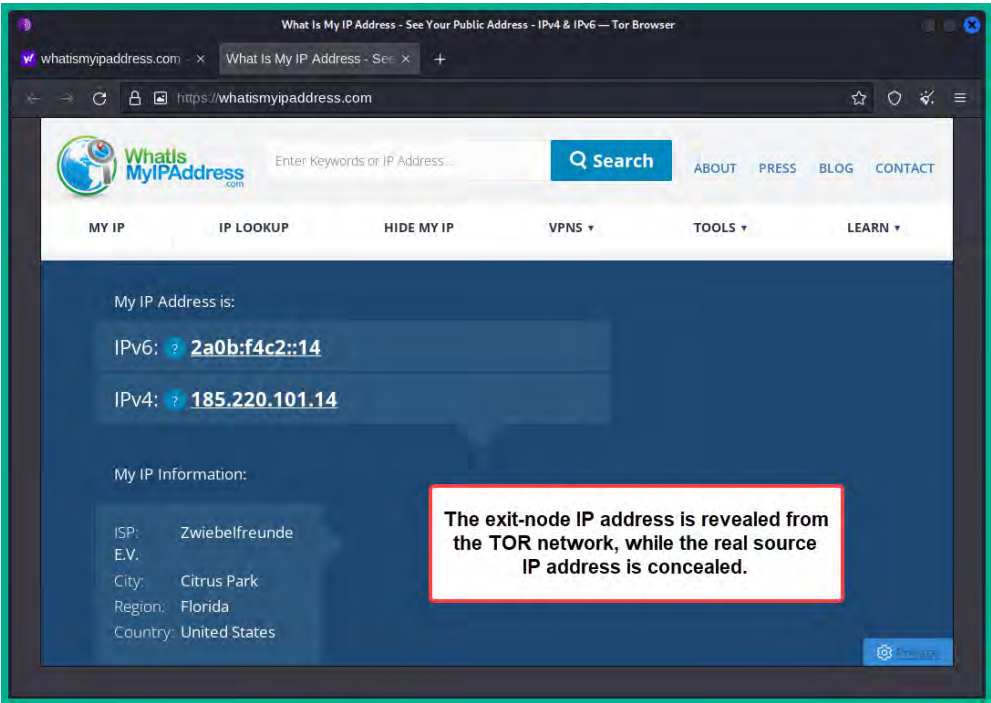 What Is My IP Address - See Your Public Address - IPv4 & IPv6 — Tor Browser
whatismyipaddress.com - × What Is My IP Address - See × +
https://whatismyipaddress.com
WhatIs
MyIPAddress
.com
Enter Keywords or IP Address...
Search
ABOUT PRESS BLOG CONTACT
MY IP IP LOOKUP HIDE MY IP VPNS ▾ TOOLS ▾ LEARN ▾
My IP Address is:
IPv6: ? 2a0b:f4c2::14
IPv4: ? 185.220.101.14
My IP Information:
ISP: Zwiebelfreunde
E.V.
City: Citrus Park
Region: Florida
Country: United States
The exit-node IP address is revealed from
the TOR network, while the real source
IP address is concealed.
Privacy